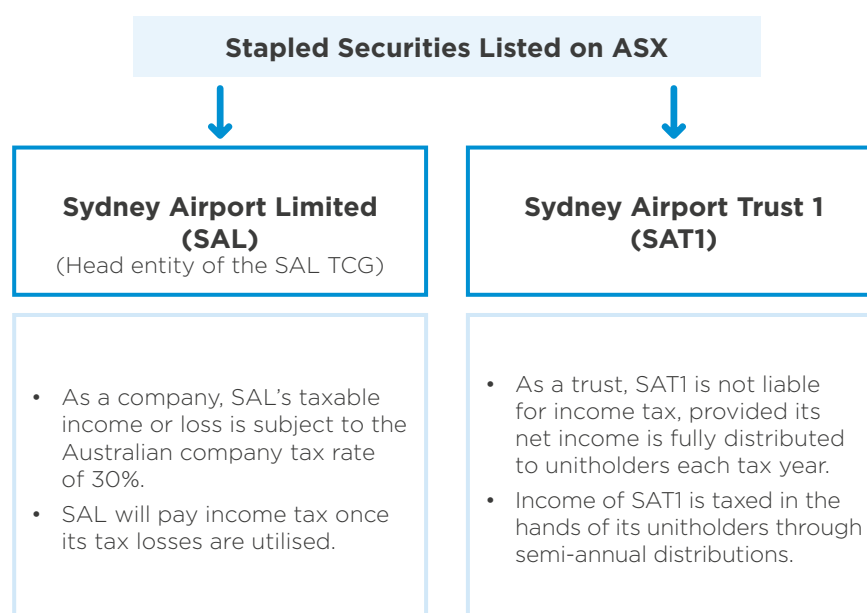 Stapled Securities Listed on ASX
Sydney Airport Limited
(SAL)
(Head entity of the SAL TCG)
• As a company, SAL’s taxable
income or loss is subject to the
Australian company tax rate
of 30%.
• SAL will pay income tax once
its tax losses are utilised.
Sydney Airport Trust 1
(SAT1)
• As a trust, SAT1 is not liable
for income tax, provided its
net income is fully distributed
to unitholders each tax year.
• Income of SAT1 is taxed in the
hands of its unitholders through
semi-annual distributions.